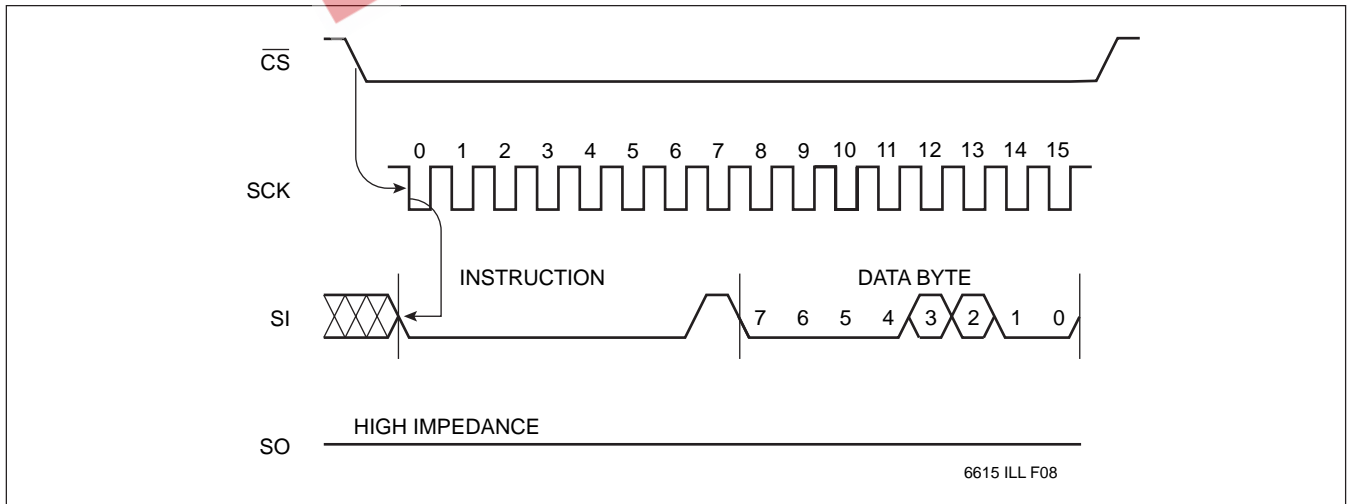 CS
0 1 2 3 4 5 6 7 8 9 10 11 12 13 14 15
SCK
INSTRUCTION DATA BYTE
SI 7 6 5 4 3 2 1 0
HIGH IMPEDANCE
SO
6615 ILL F08